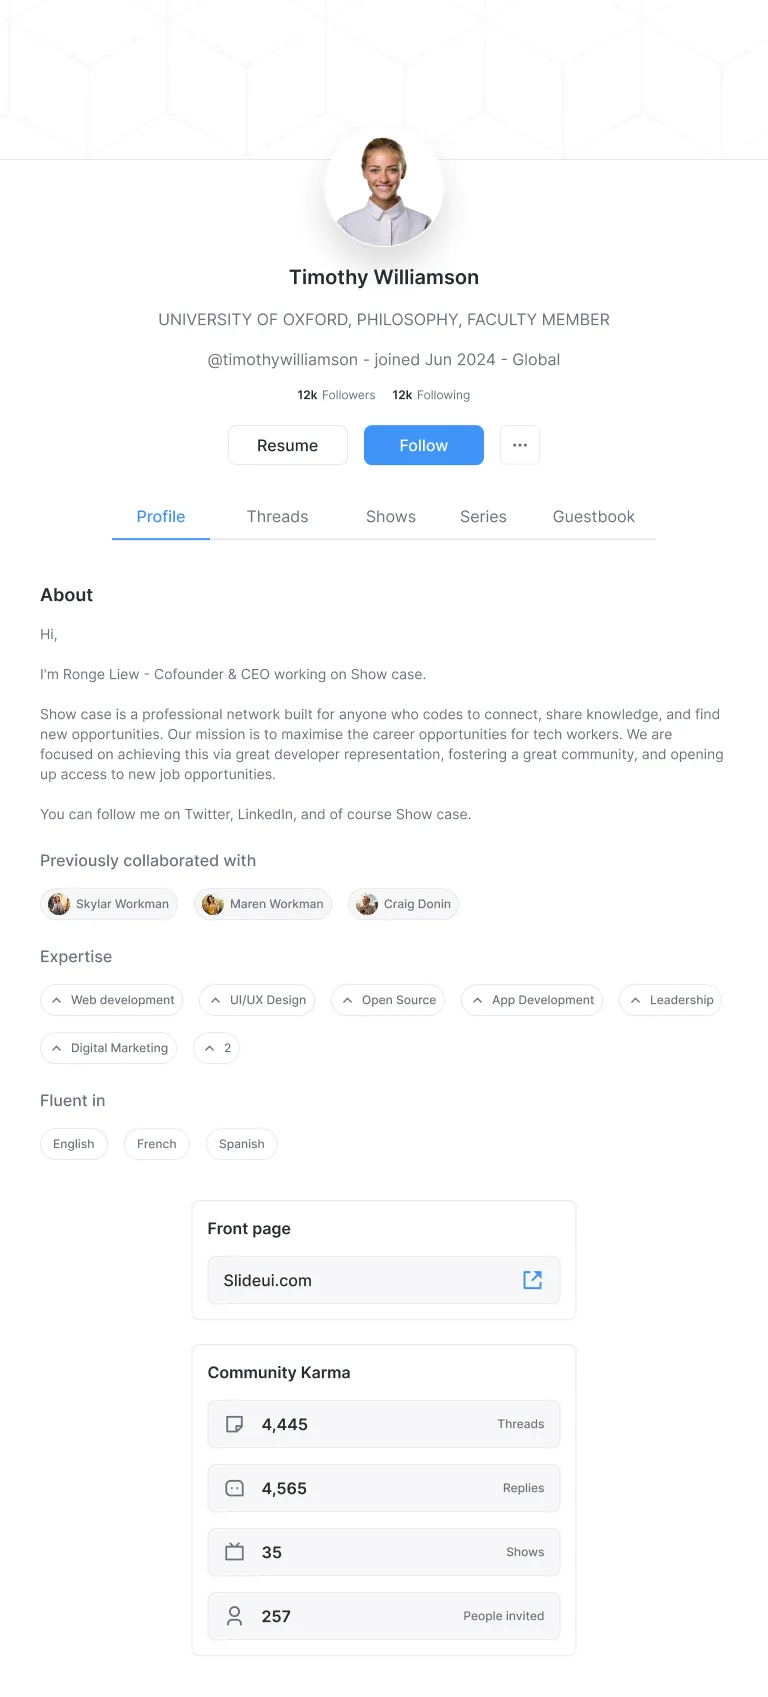 Timothy Williamson
UNIVERSITY OF OXFORD, PHILOSOPHY, FACULTY MEMBER
@timothywilliamson - joined Jun 2024 - Global
12k Followers 12k Following
Resume Follow ···
Profile Threads Shows Series Guestbook
About
Hi,
I'm Ronge Liew - Cofounder & CEO working on Show case.
Show case is a professional network built for anyone who codes to connect, share knowledge, and find
new opportunities. Our mission is to maximise the career opportunities for tech workers. We are
focused on achieving this via great developer representation, fostering a great community, and opening
up access to new job opportunities.
You can follow me on Twitter, LinkedIn, and of course Show case.
Previously collaborated with
Skylar Workman Maren Workman Craig Donin
Expertise
Web development UI/UX Design Open Source App Development Leadership
Digital Marketing 2
Fluent in
English French Spanish
Front page
Slideui.com
Community Karma
4,445 Threads
4,565 Replies
35 Shows
257 People invited